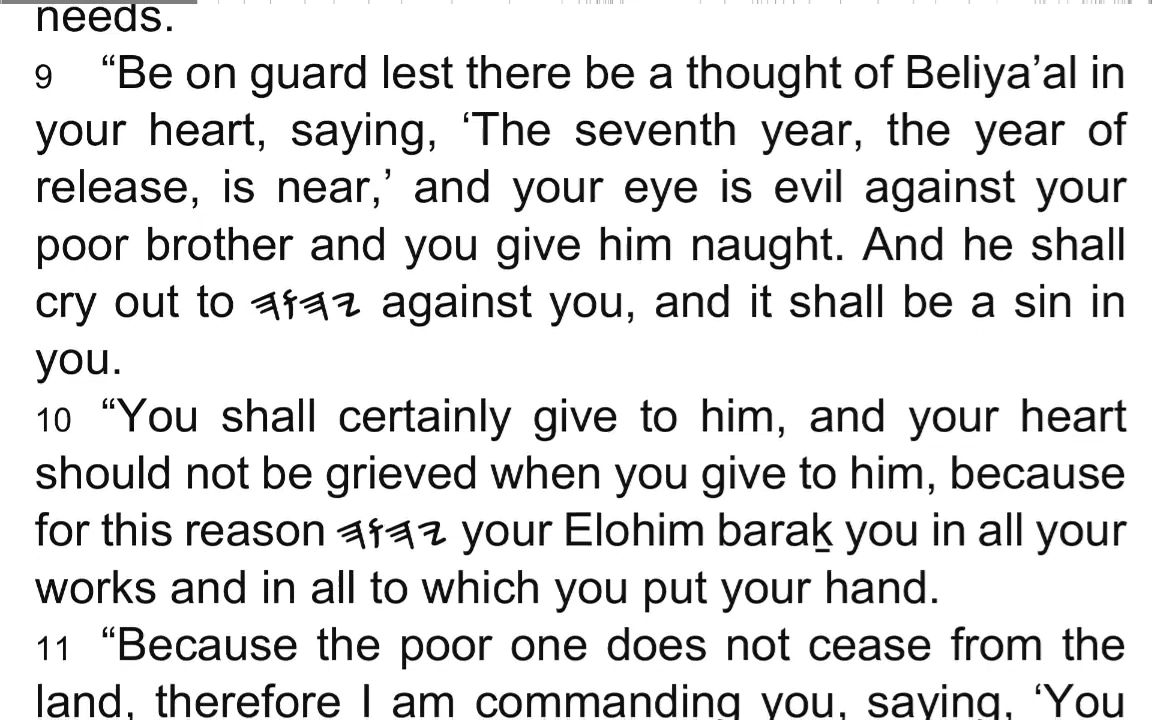 needs.
9 “Be on guard lest there be a thought of Beliya’al in
your heart, saying, ‘The seventh year, the year of
release, is near,’ and your eye is evil against your
poor brother and you give him naught. And he shall
cry out to 𐤉𐤄𐤅𐤄 against you, and it shall be a sin in
you.
10 “You shall certainly give to him, and your heart
should not be grieved when you give to him, because
for this reason 𐤉𐤄𐤅𐤄 your Elohim baraḵ you in all your
works and in all to which you put your hand.
11 “Because the poor one does not cease from the
land, therefore I am commanding you, saying, ‘You